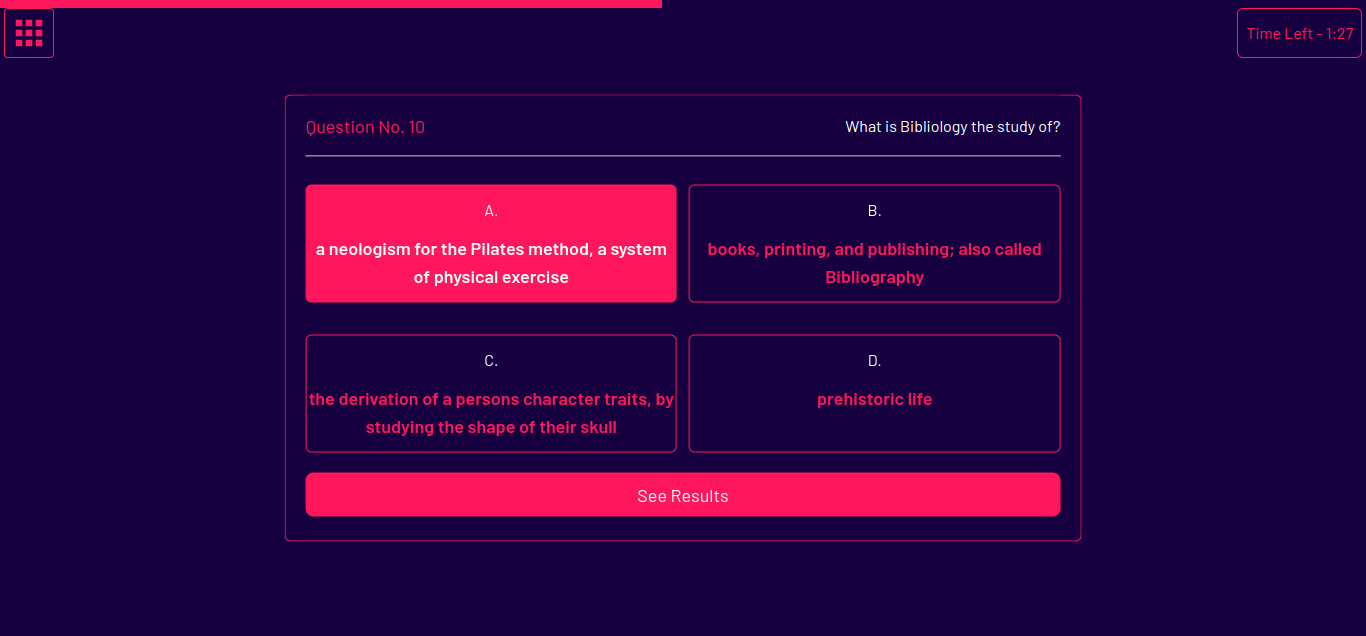 Time Left - 1:27
Question No. 10
What is Bibliology the study of?
A.
a neologism for the Pilates method, a system
of physical exercise
B.
books, printing, and publishing; also called
Bibliography
C.
the derivation of a persons character traits, by
studying the shape of their skull
D.
prehistoric life
See Results